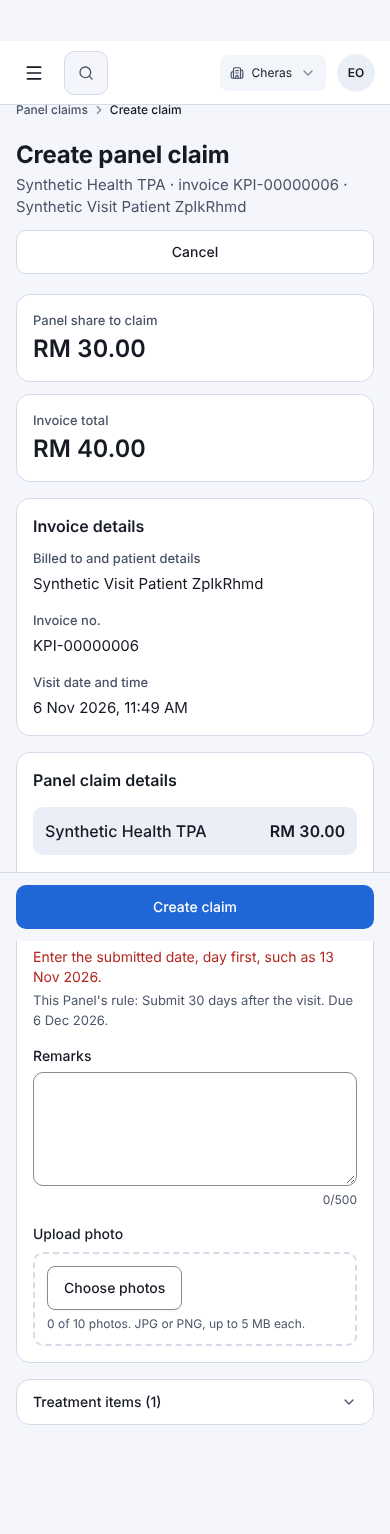 Cheras
EO
Panel claims
Create claim
Create panel claim
Synthetic Health TPA · invoice KPI-00000006 ·
Synthetic Visit Patient ZplkRhmd
Cancel
Panel share to claim
RM 30.00
Invoice total
RM 40.00
Invoice details
Billed to and patient details
Synthetic Visit Patient ZplkRhmd
Invoice no.
KPI-00000006
Visit date and time
6 Nov 2026, 11:49 AM
Panel claim details
Synthetic Health TPA RM 30.00
Create claim
Enter the submitted date, day first, such as 13
Nov 2026.
This Panel's rule: Submit 30 days after the visit. Due
6 Dec 2026.
Remarks
0/500
Upload photo
Choose photos
0 of 10 photos. JPG or PNG, up to 5 MB each.
Treatment items (1)